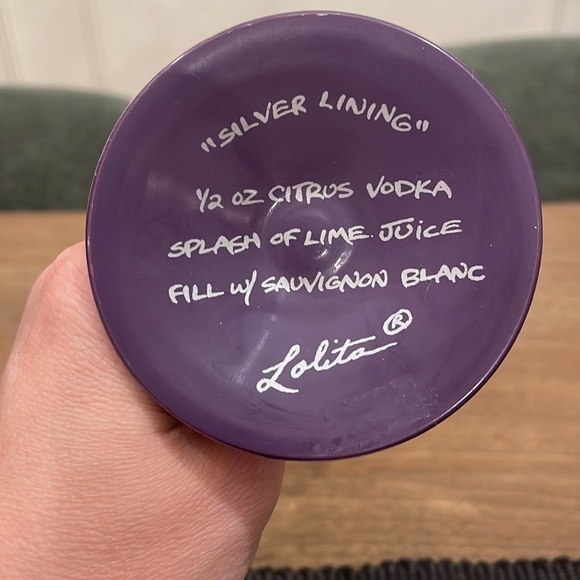 "SILVER LINING"
1/2 OZ CITRUS VODKA
SPLASH OF LIME JUICE
FILL W/ SAUVIGNON BLANC
Lolita ®